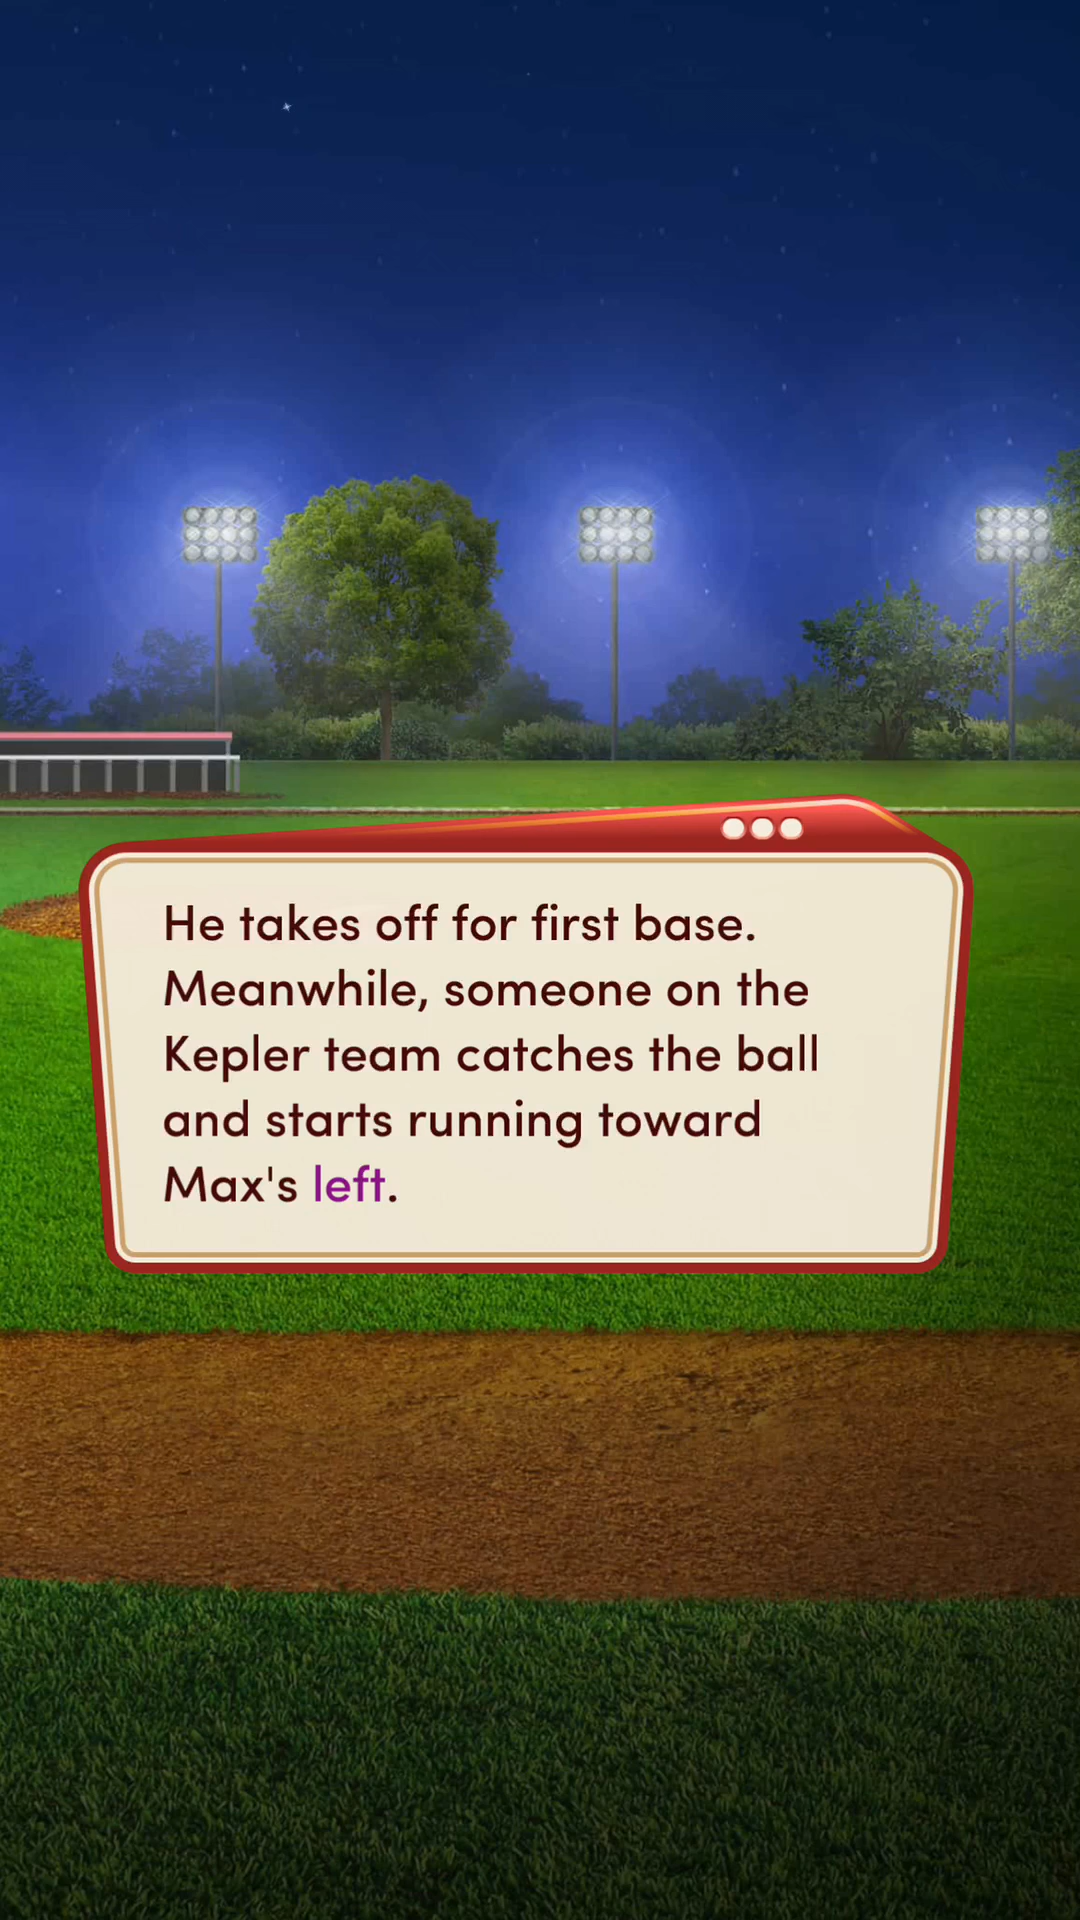 He takes off for first base.
Meanwhile, someone on the
Kepler team catches the ball
and starts running toward
Max's left.